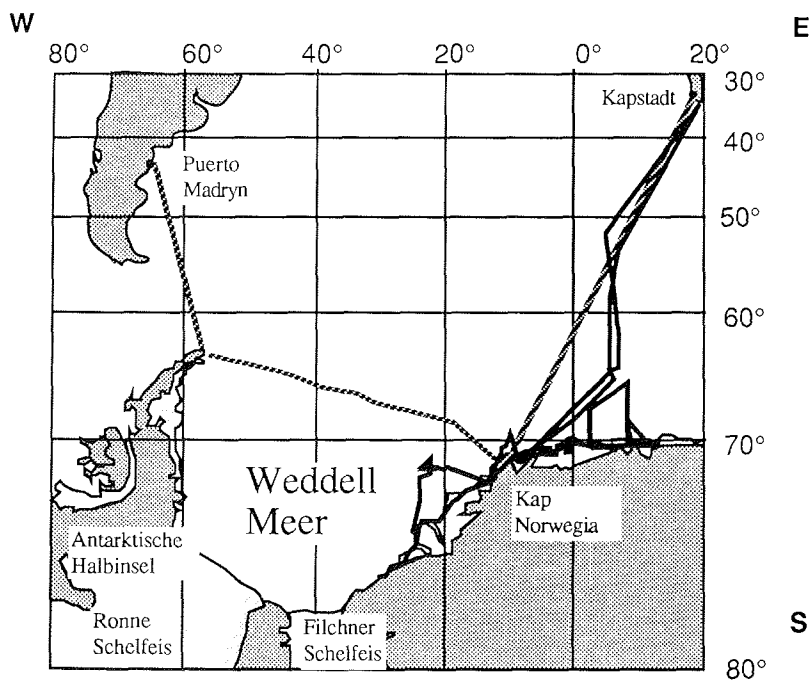 W
E
80° 60° 40° 20° 0° 20°
30°
Kapstadt
40°
Puerto
Madryn
50°
60°
70°
Weddell
Meer
Kap
Norwegia
Antarktische
Halbinsel
Ronne
Schelfeis
Filchner
Schelfeis
S
80°